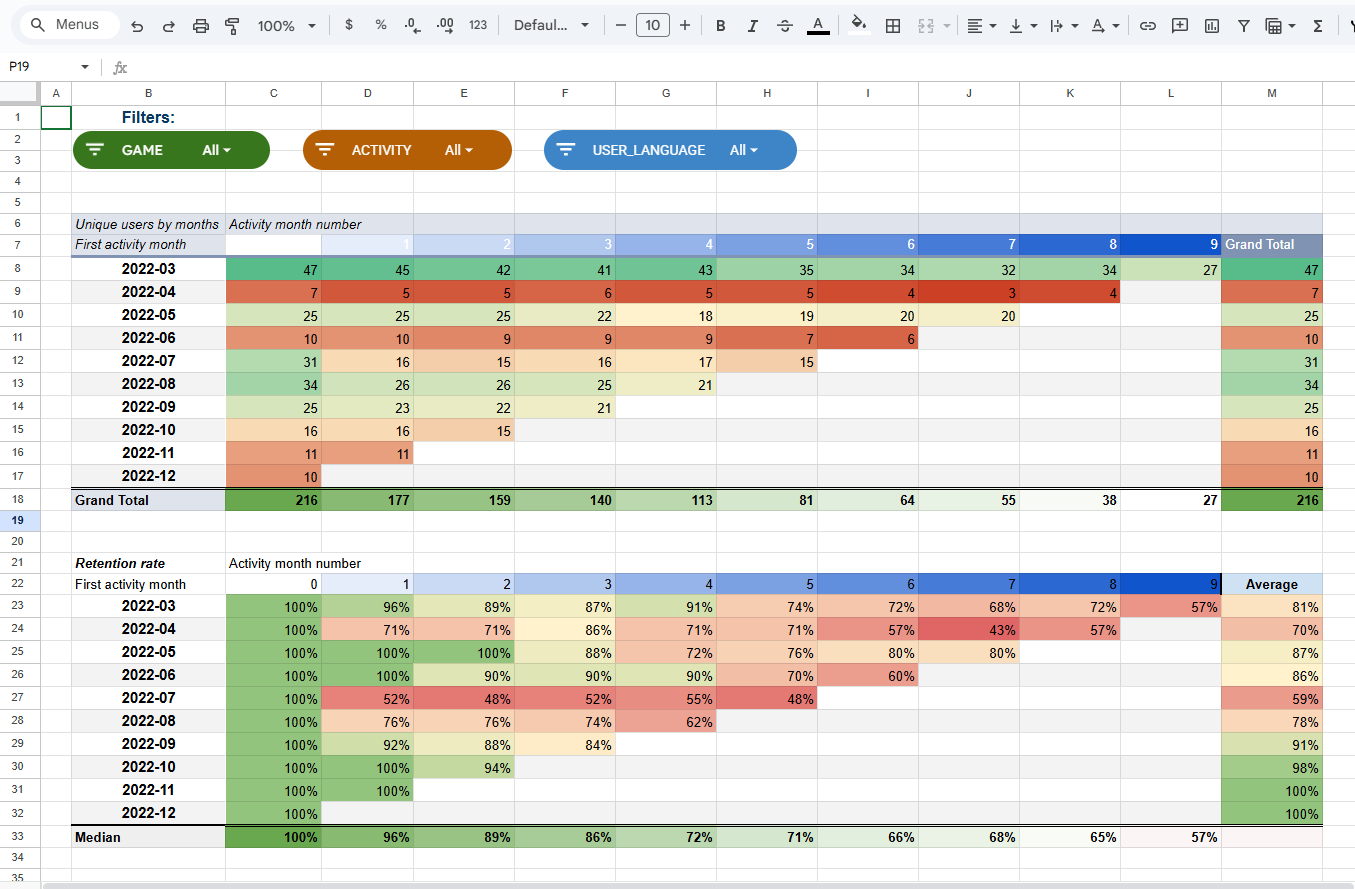 Menus 100% $ % .0 .00 123 Defaul... 10 B I A
P19 fx
A B C D E F G H I J K L M
1 Filters:
2 GAME All ACTIVITY All USER_LANGUAGE All
3
4
5
6 Unique users by months Activity month number
7 First activity month 1 2 3 4 5 6 7 8 9 Grand Total
8 2022-03 47 45 42 41 43 35 34 32 34 27 47
9 2022-04 7 5 5 6 5 5 4 3 4 7
10 2022-05 25 25 25 22 18 19 20 20 25
11 2022-06 10 10 9 9 9 7 6 10
12 2022-07 31 16 15 16 17 15 31
13 2022-08 34 26 26 25 21 34
14 2022-09 25 23 22 21 25
15 2022-10 16 16 15 16
16 2022-11 11 11 11
17 2022-12 10 10
18 Grand Total 216 177 159 140 113 81 64 55 38 27 216
19
20
21 Retention rate Activity month number
22 First activity month 0 1 2 3 4 5 6 7 8 9 Average
23 2022-03 100% 96% 89% 87% 91% 74% 72% 68% 72% 57% 81%
24 2022-04 100% 71% 71% 86% 71% 71% 57% 43% 57% 70%
25 2022-05 100% 100% 100% 88% 72% 76% 80% 80% 87%
26 2022-06 100% 100% 90% 90% 90% 70% 60% 86%
27 2022-07 100% 52% 48% 52% 55% 48% 59%
28 2022-08 100% 76% 76% 74% 62% 78%
29 2022-09 100% 92% 88% 84% 91%
30 2022-10 100% 100% 94% 98%
31 2022-11 100% 100% 100%
32 2022-12 100% 100%
33 Median 100% 96% 89% 86% 72% 71% 66% 68% 65% 57%
34
35